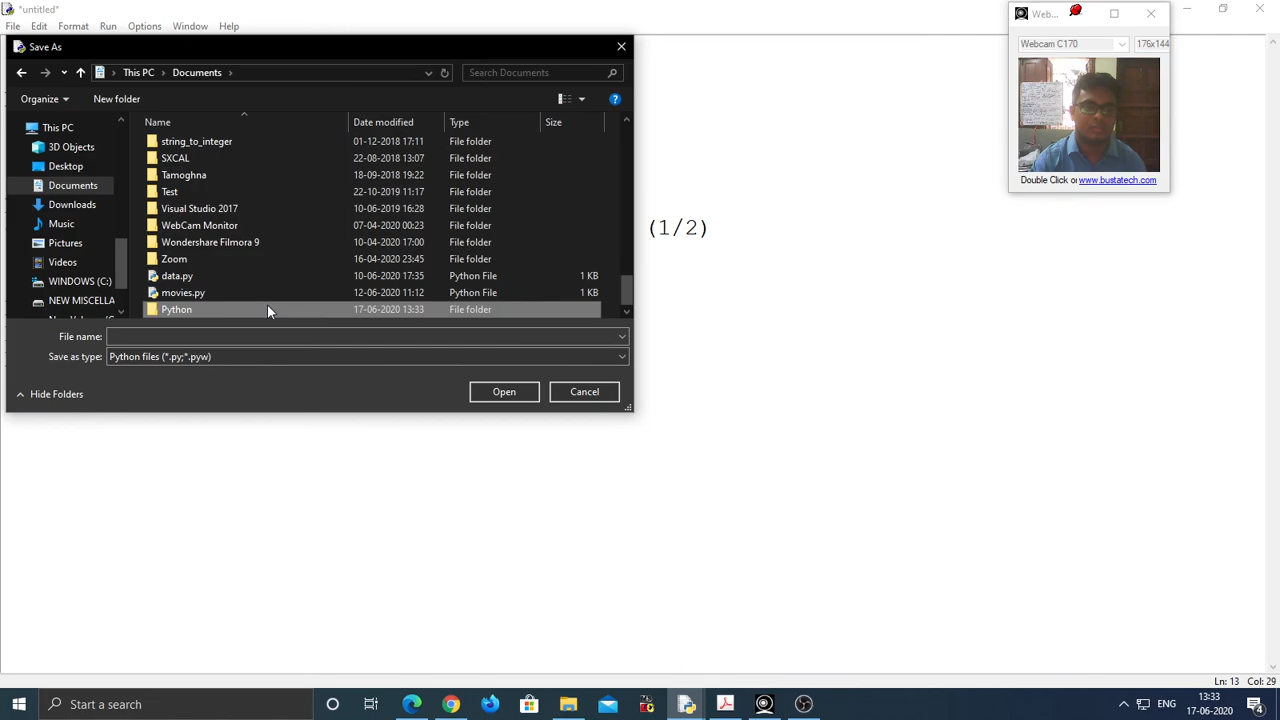 *untitled*
File Edit Format Run Options Window Help
Save As
This PC > Documents >
Search Documents
Organize New folder
Name Date modified Type Size
This PC
3D Objects
Desktop
Documents
Downloads
Music
Pictures
Videos
WINDOWS (C:)
NEW MISCELLA
string_to_integer 01-12-2018 17:11 File folder
SXCAL 22-08-2018 13:07 File folder
Tamoghna 18-09-2018 19:22 File folder
Test 22-10-2019 11:17 File folder
Visual Studio 2017 10-06-2019 16:28 File folder
WebCam Monitor 07-04-2020 00:23 File folder
Wondershare Filmora 9 10-04-2020 17:00 File folder
Zoom 16-04-2020 23:45 File folder
data.py 10-06-2020 17:35 Python File 1 KB
movies.py 12-06-2020 11:12 Python File 1 KB
Python 17-06-2020 13:33 File folder
File name:
Save as type: Python files (*.py;*.pyw)
Hide Folders
Open Cancel
(1/2)
Web...
Webcam C170 176x144
Double Click or www.bustatech.com
Ln: 13 Col: 29
Start a search
ENG
13:33
17-06-2020
4